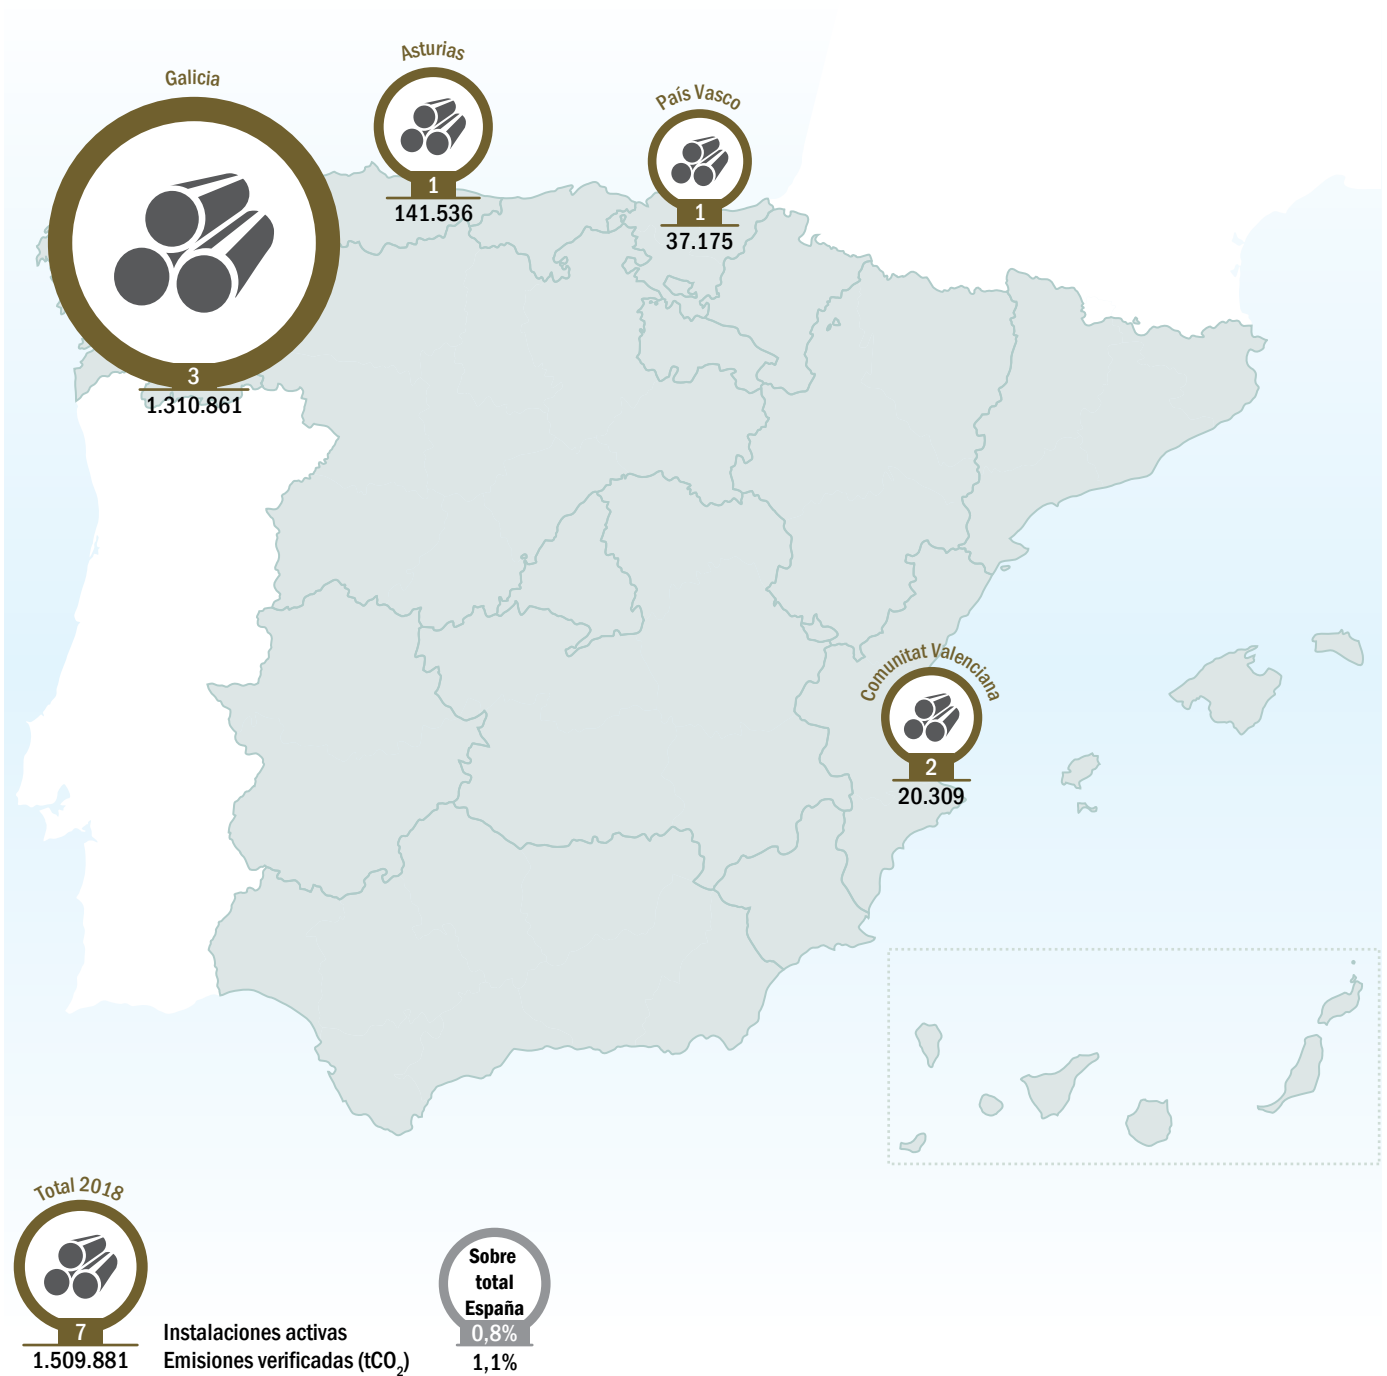 Galicia
3
1.310.861
Asturias
1
141.536
País Vasco
1
37.175
Comunitat Valenciana
2
20.309
Total 2018
7
1.509.881
Instalaciones activas
Emisiones verificadas (tCO₂)
Sobre
total
España
0,8%
1,1%